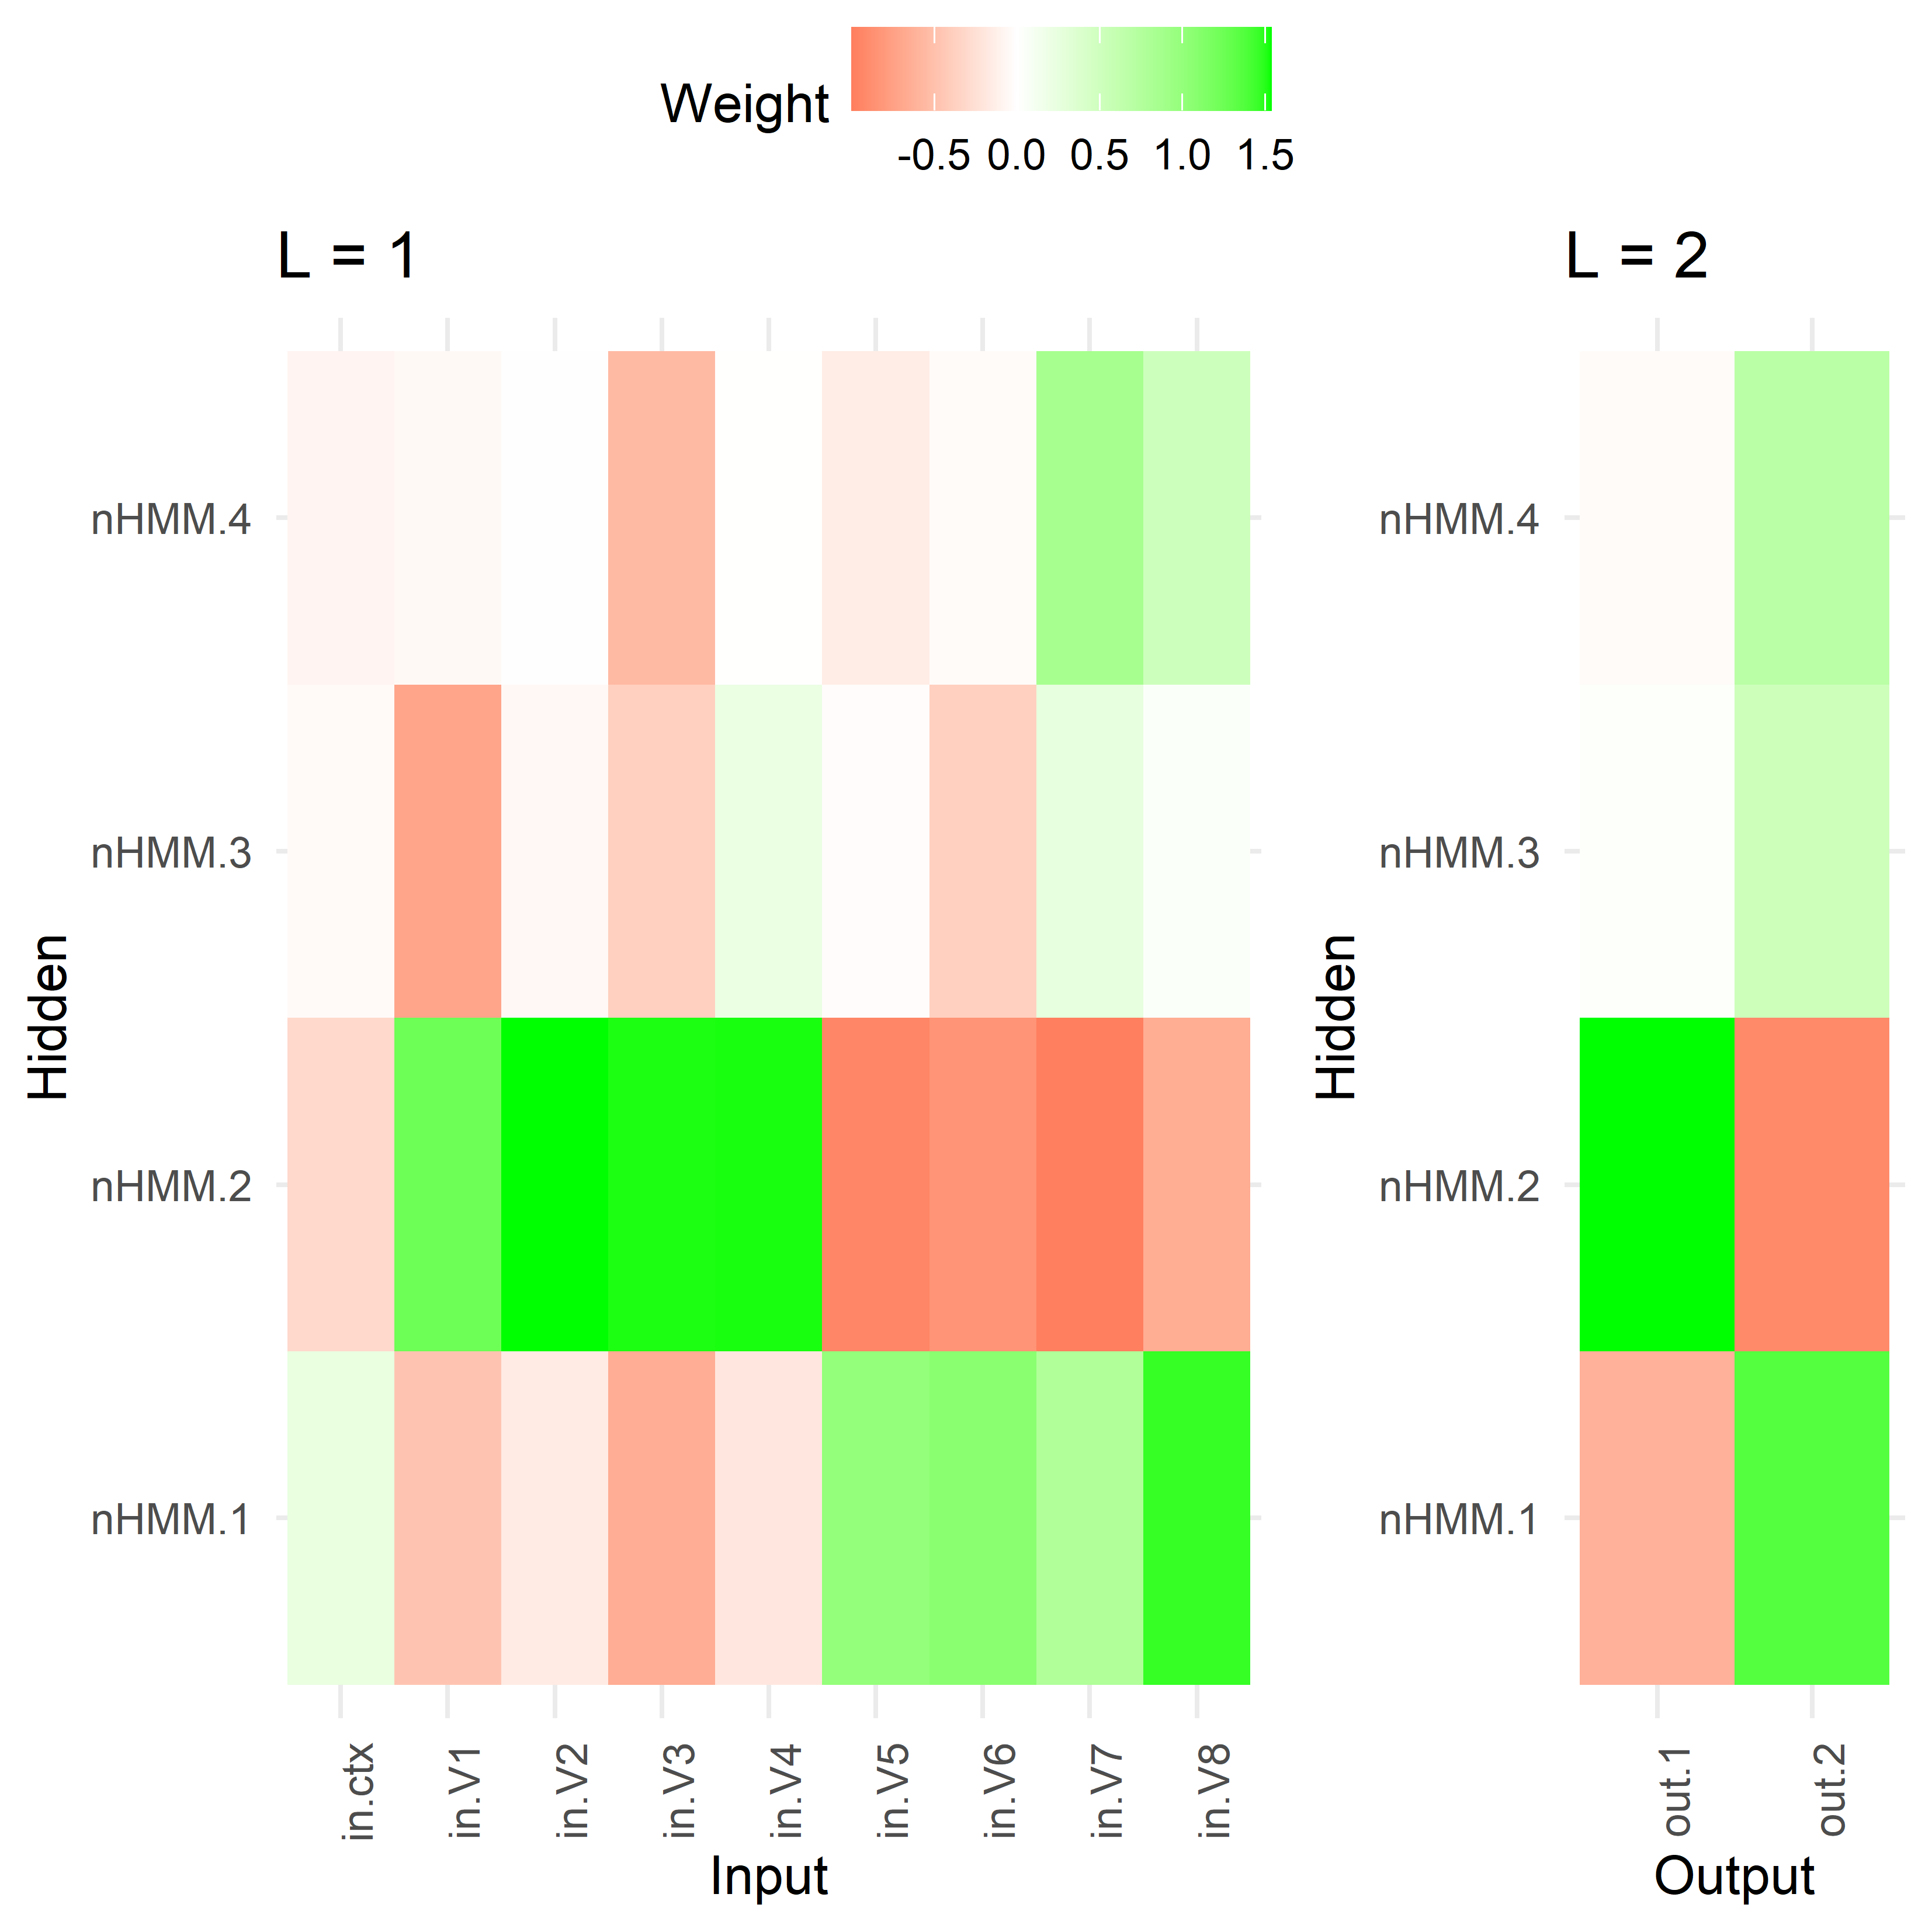 Weight
-0.5 0.0 0.5 1.0 1.5
L = 1
nHMM.4
nHMM.3
nHMM.2
nHMM.1
Hidden
in.ctx
in.V1
in.V2
in.V3
in.V4
in.V5
in.V6
in.V7
in.V8
Input
L = 2
nHMM.4
nHMM.3
nHMM.2
nHMM.1
Hidden
out.1
out.2
Output